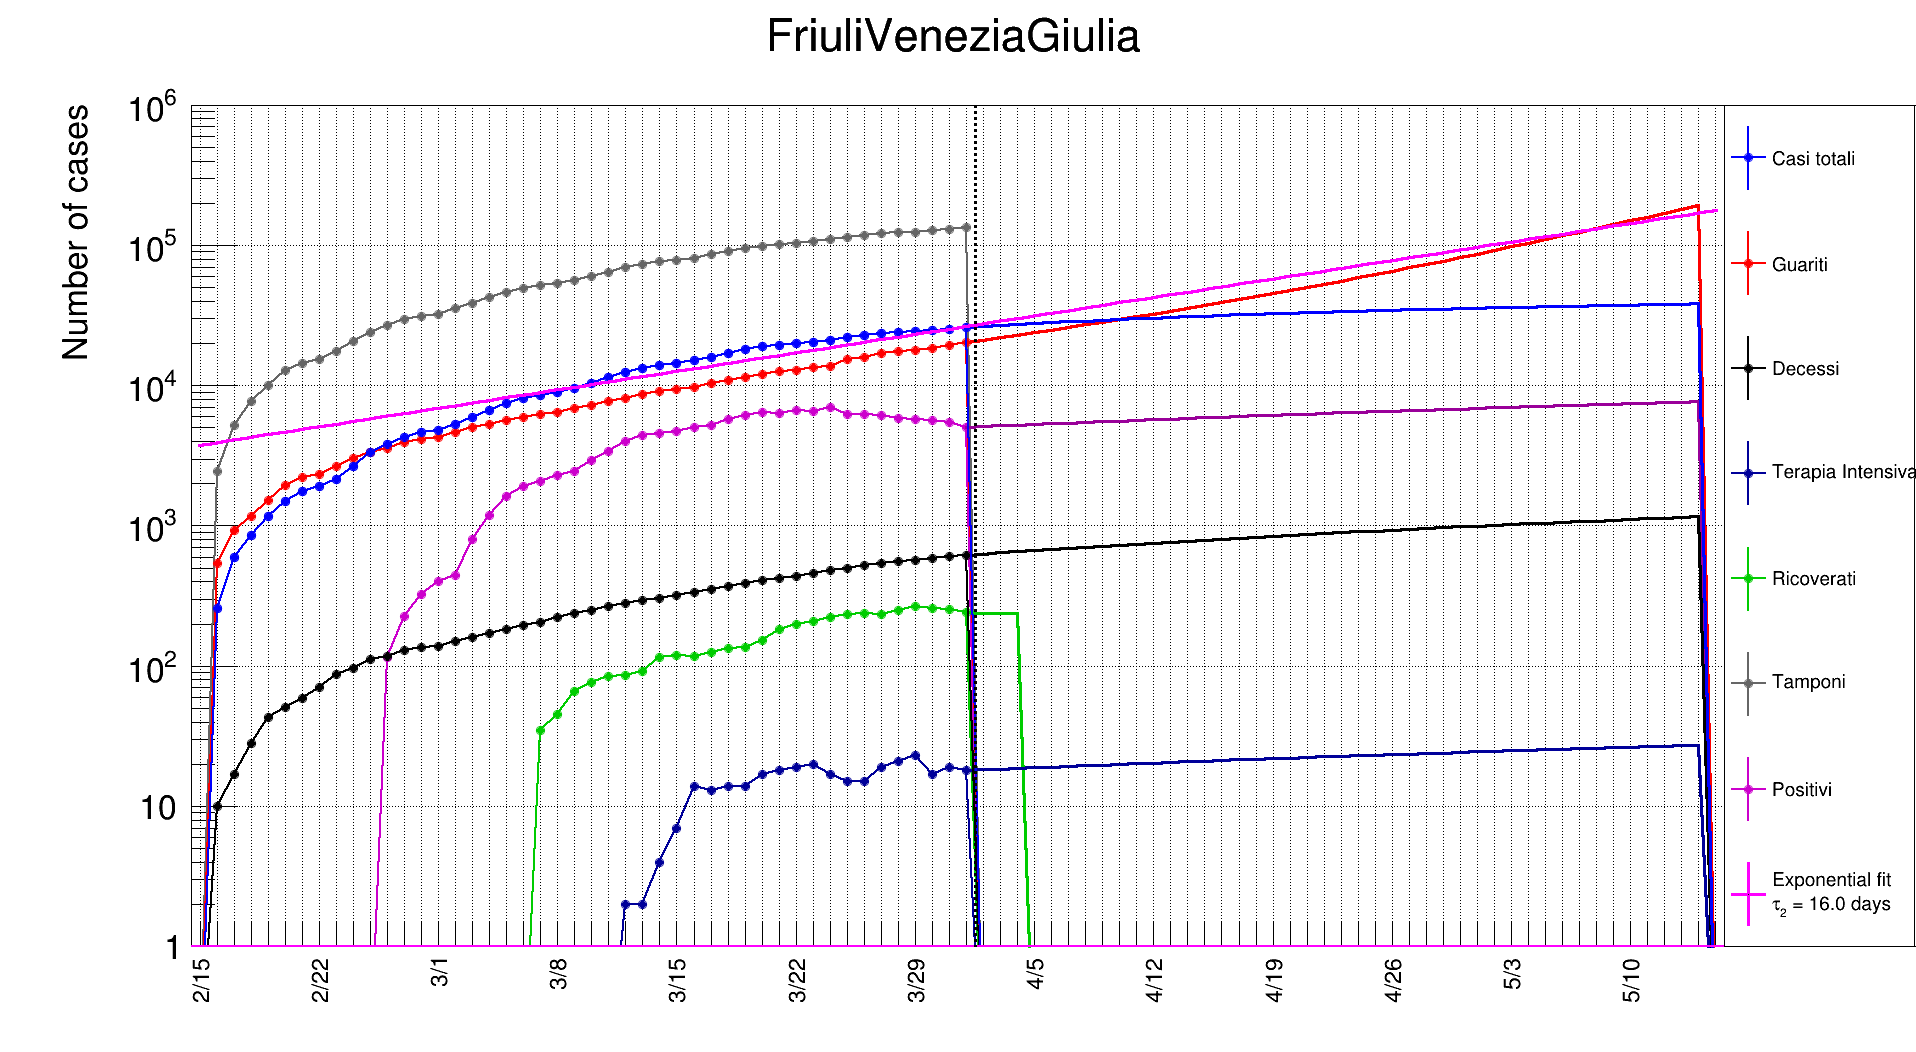 FriuliVeneziaGiulia
Number of cases
10^6
10^5
10^4
10^3
10^2
10
1
2/15
2/22
3/1
3/8
3/15
3/22
3/29
4/5
4/12
4/19
4/26
5/3
5/10
Casi totali
Guariti
Decessi
Terapia Intensiva
Ricoverati
Tamponi
Positivi
Exponential fit
τ₂ = 16.0 days